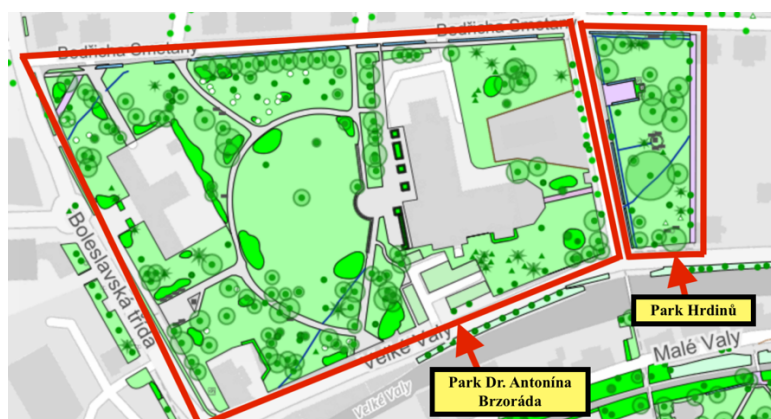 Bedřicha Smetany
Bedřicha Smetany
Boleslavská třída
Velké Valy
Velké Valy
Malé Valy
Park Hrdinů
Park Dr. Antonína
Brzoráda